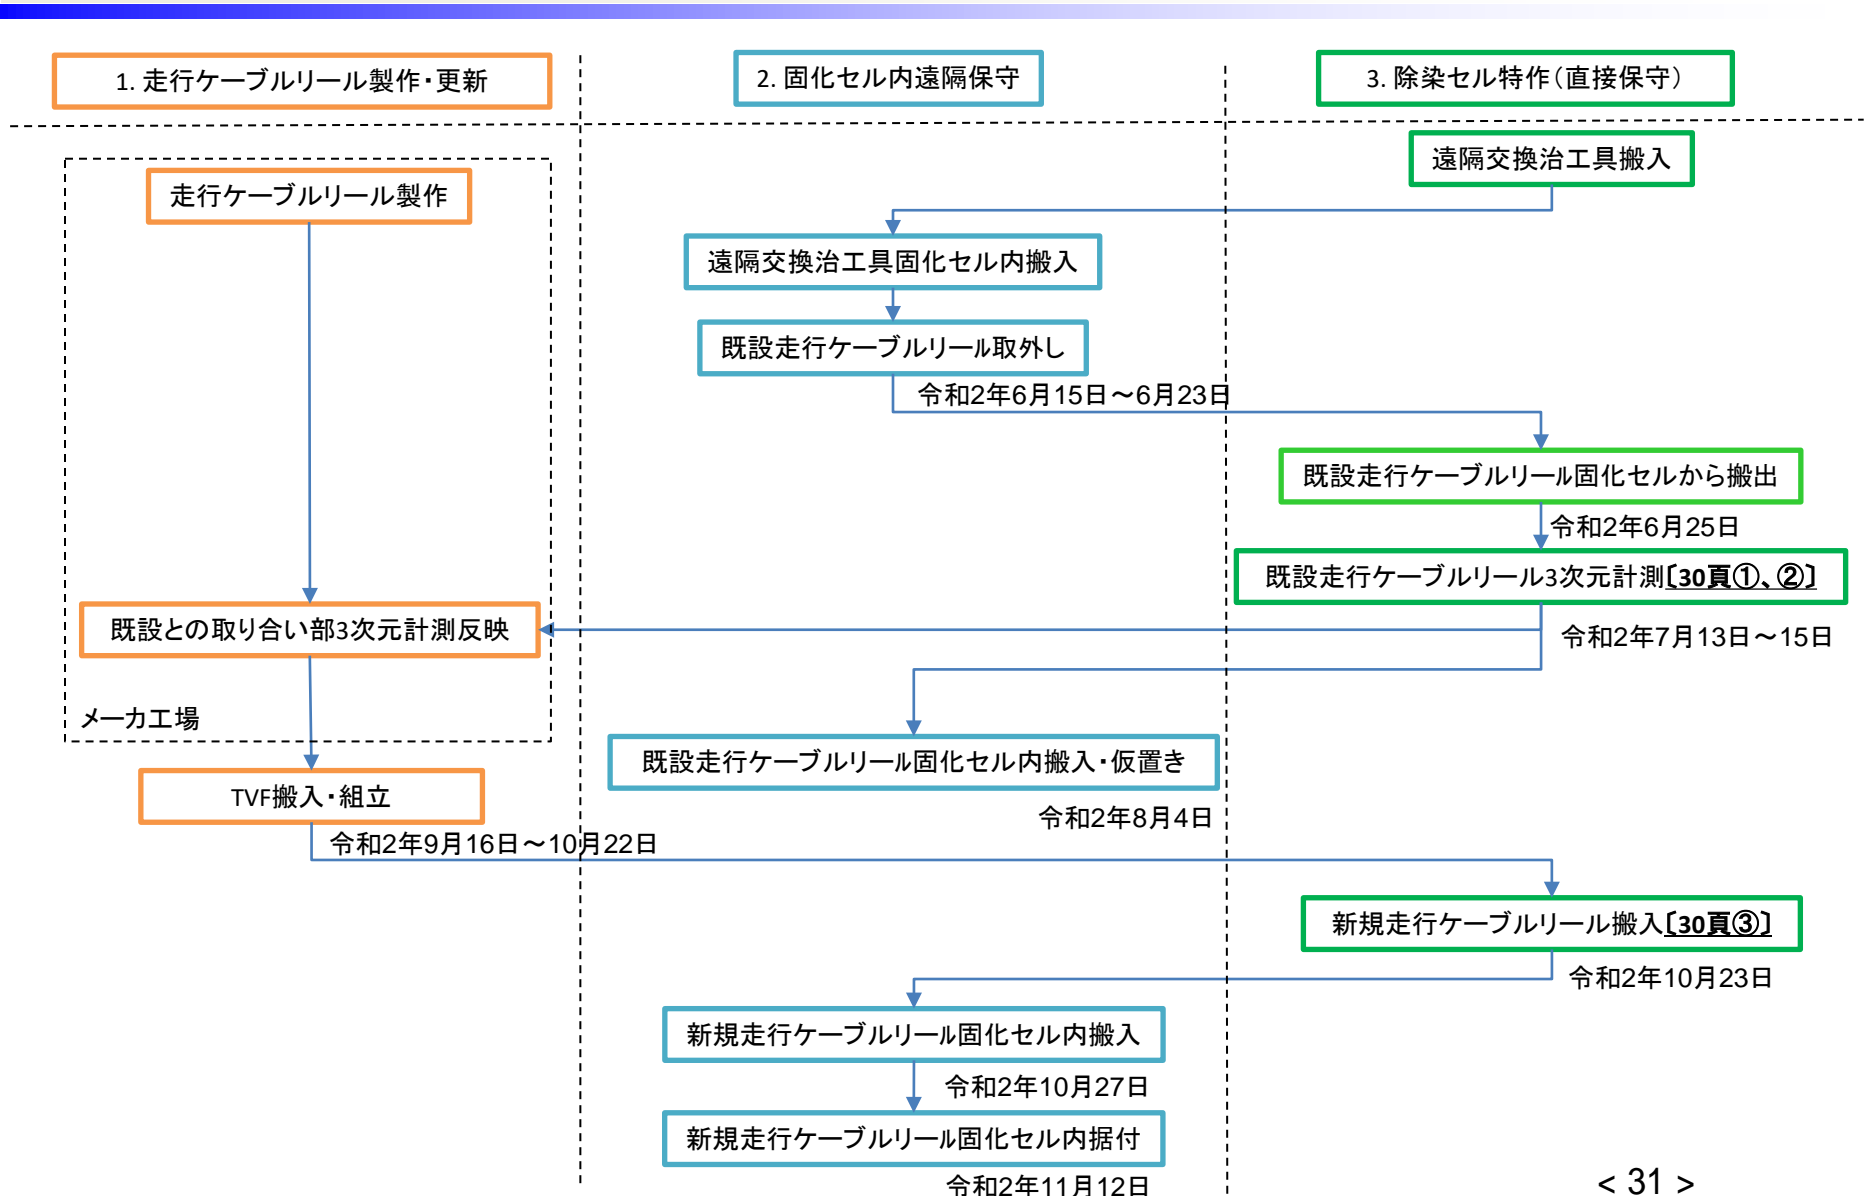 1. 走行ケーブルリール製作・更新
2. 固化セル内遠隔保守
3. 除染セル特作（直接保守）
遠隔交換治工具搬入
走行ケーブルリール製作
遠隔交換治工具固化セル内搬入
既設走行ケーブルリール取外し
令和2年6月15日～6月23日
既設走行ケーブルリール固化セルから搬出
令和2年6月25日
既設走行ケーブルリール3次元計測〔30頁①、②〕
既設との取り合い部3次元計測反映
令和2年7月13日～15日
メーカ工場
既設走行ケーブルリール固化セル内搬入・仮置き
TVF搬入・組立
令和2年8月4日
令和2年9月16日～10月22日
新規走行ケーブルリール搬入〔30頁③〕
令和2年10月23日
新規走行ケーブルリール固化セル内搬入
令和2年10月27日
新規走行ケーブルリール固化セル内据付
令和2年11月12日
< 31 >